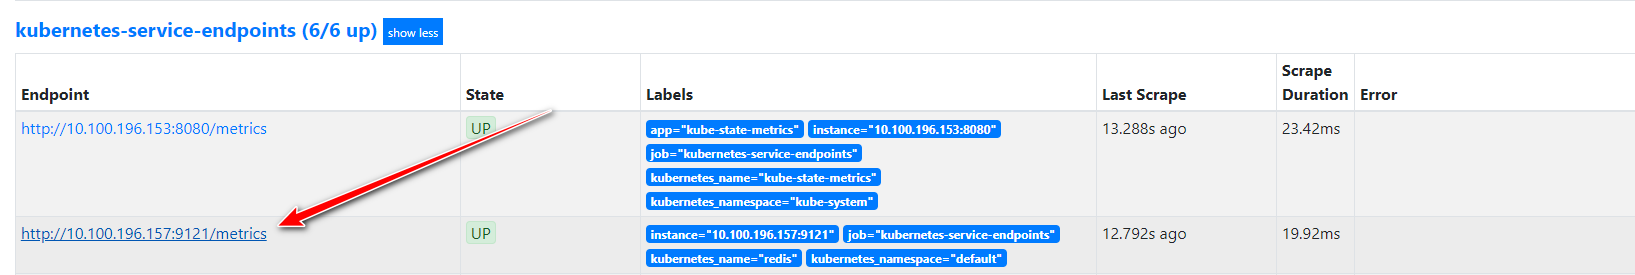 kubernetes-service-endpoints (6/6 up) show less
Endpoint State Labels Last Scrape Scrape Duration Error
http://10.100.196.153:8080/metrics UP app="kube-state-metrics" instance="10.100.196.153:8080" 13.288s ago 23.42ms
job="kubernetes-service-endpoints"
kubernetes_name="kube-state-metrics"
kubernetes_namespace="kube-system"
http://10.100.196.157:9121/metrics UP instance="10.100.196.157:9121" job="kubernetes-service-endpoints" 12.792s ago 19.92ms
kubernetes_name="redis" kubernetes_namespace="default"